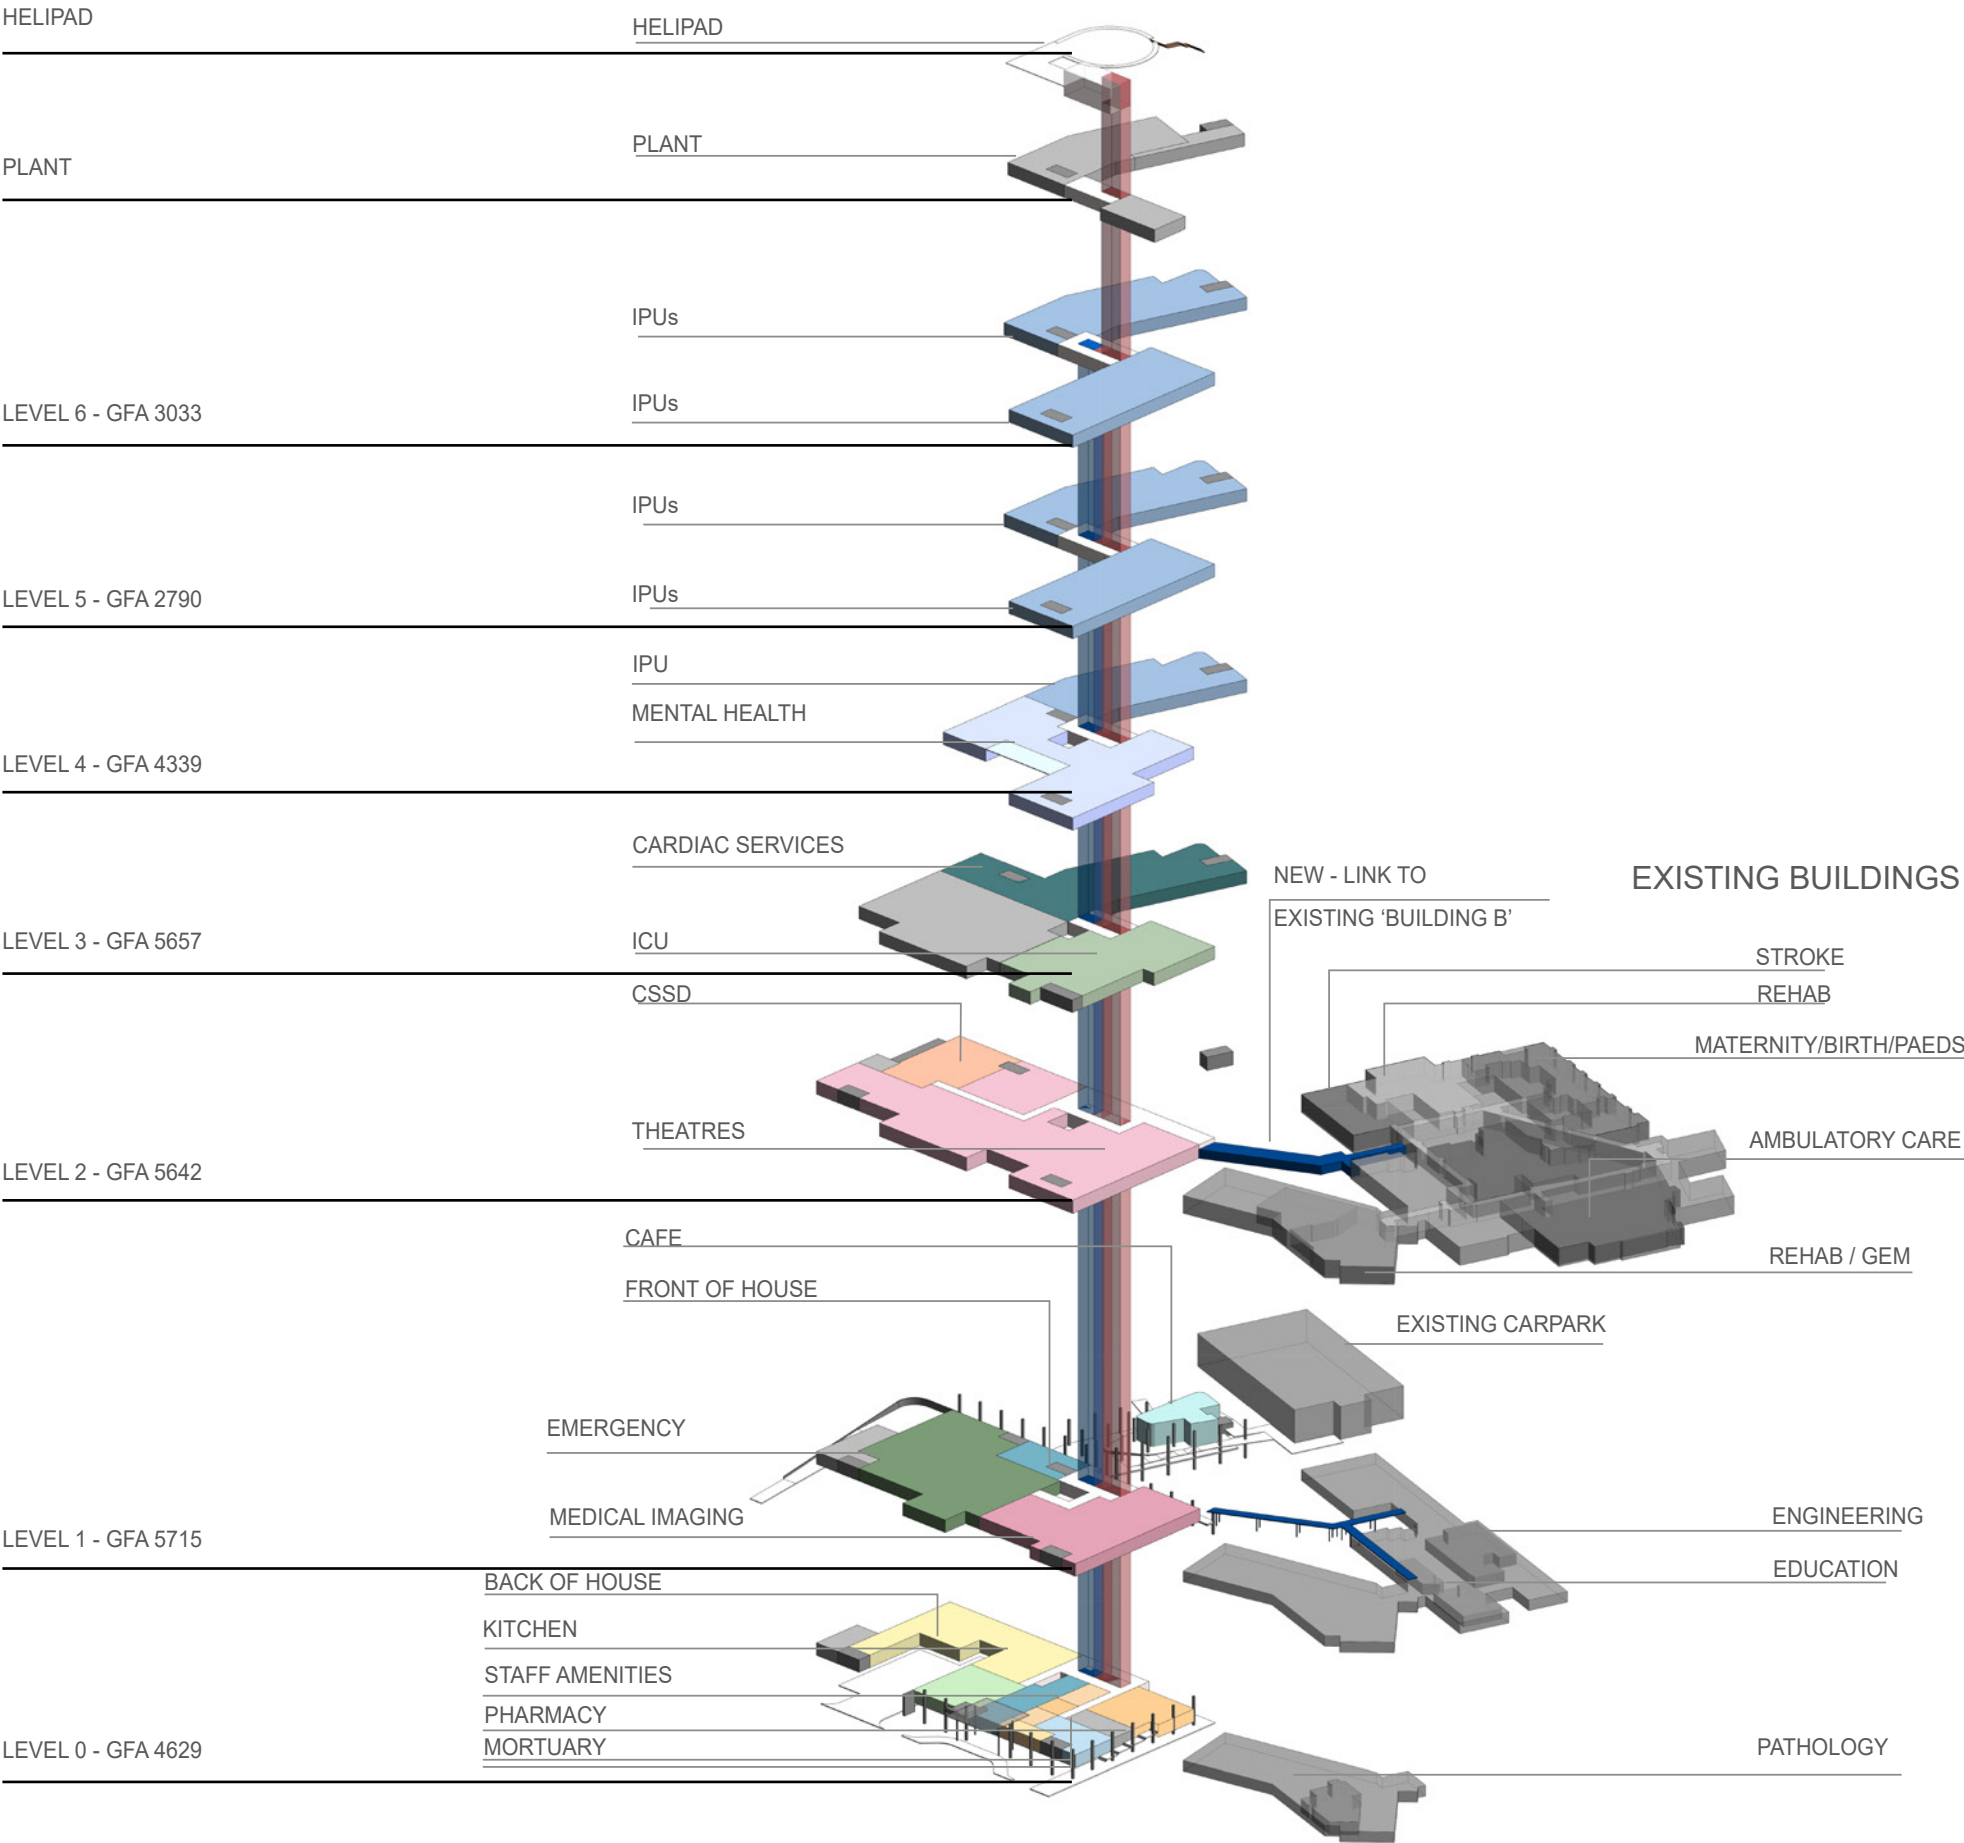 HELIPAD
HELIPAD
PLANT
PLANT
IPUs
IPUs
LEVEL 6 - GFA 3033
IPUs
IPUs
LEVEL 5 - GFA 2790
IPU
MENTAL HEALTH
LEVEL 4 - GFA 4339
CARDIAC SERVICES
ICU
LEVEL 3 - GFA 5657
CSSD
THEATRES
LEVEL 2 - GFA 5642
NEW - LINK TO
EXISTING ‘BUILDING B’
EXISTING BUILDINGS
STROKE
REHAB
MATERNITY/BIRTH/PAEDS
AMBULATORY CARE
REHAB / GEM
CAFE
FRONT OF HOUSE
EXISTING CARPARK
EMERGENCY
MEDICAL IMAGING
LEVEL 1 - GFA 5715
ENGINEERING
EDUCATION
BACK OF HOUSE
KITCHEN
STAFF AMENITIES
PHARMACY
MORTUARY
LEVEL 0 - GFA 4629
PATHOLOGY